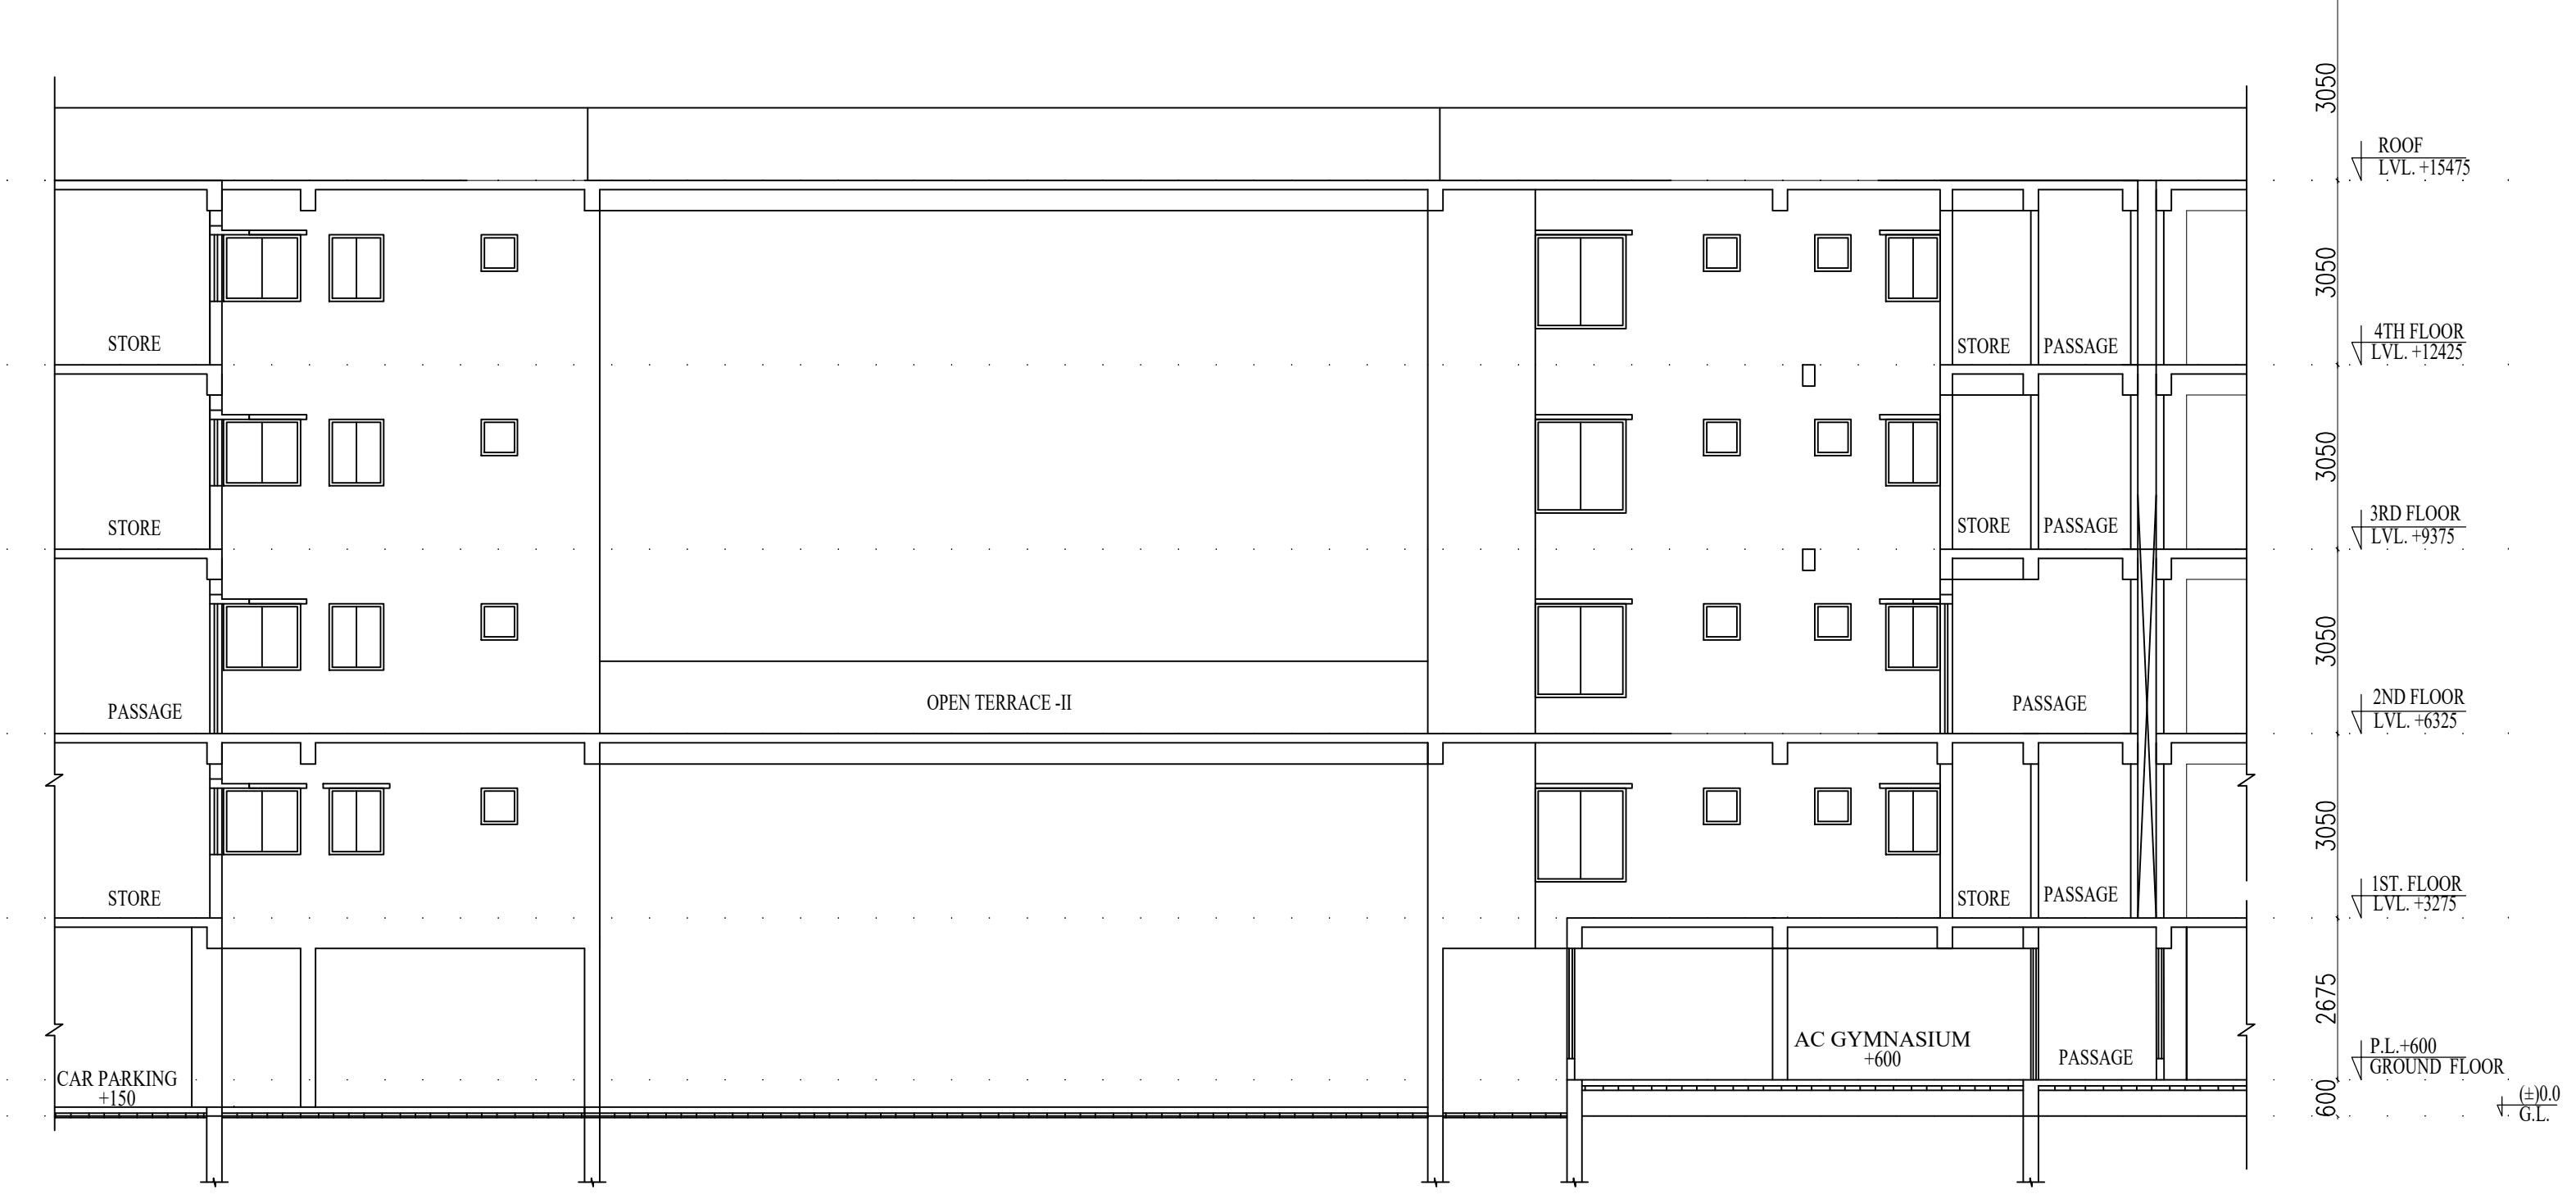 3050
ROOF
LVL. +15475
3050
STORE
STORE
PASSAGE
4TH FLOOR
LVL. +12425
3050
STORE
STORE
PASSAGE
3RD FLOOR
LVL. +9375
3050
PASSAGE
OPEN TERRACE -II
PASSAGE
2ND FLOOR
LVL. +6325
3050
STORE
STORE
PASSAGE
1ST. FLOOR
LVL. +3275
2675
AC GYMNASIUM
+600
PASSAGE
P.L.+600
GROUND FLOOR
CAR PARKING
+150
600
(±)0.0
G.L.